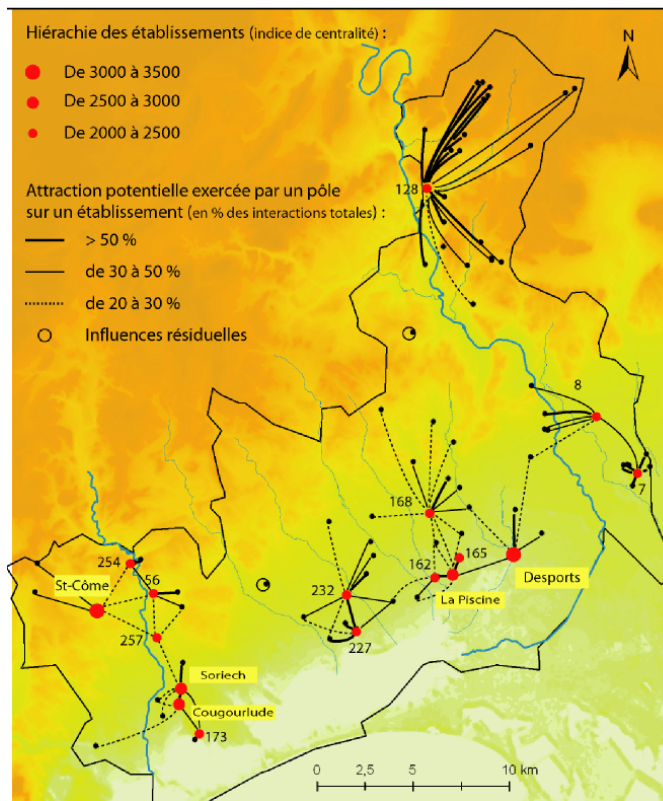 Hiérachie des établissements (indice de centralité) :
De 3000 à 3500
De 2500 à 3000
De 2000 à 2500
Attraction potentielle exercée par un pôle
sur un établissement (en % des interactions totales) :
> 50 %
de 30 à 50 %
de 20 à 30 %
Influences résiduelles
N
128
8
7
168
254
St-Côme
56
257
232
227
162
165
La Piscine
Desports
Soriech
Cougourlude
173
0 2,5 5 10 km